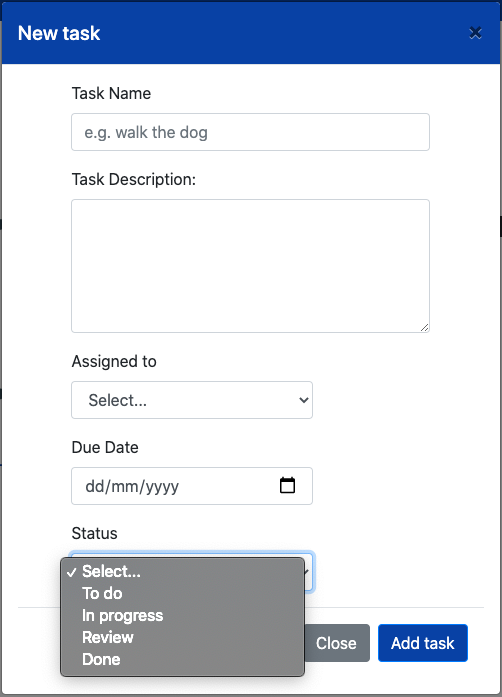 New task ×
Task Name
e.g. walk the dog
Task Description:
Assigned to
Select...
Due Date
dd/mm/yyyy
Status
✓ Select...
To do
In progress
Review
Done
Close Add task